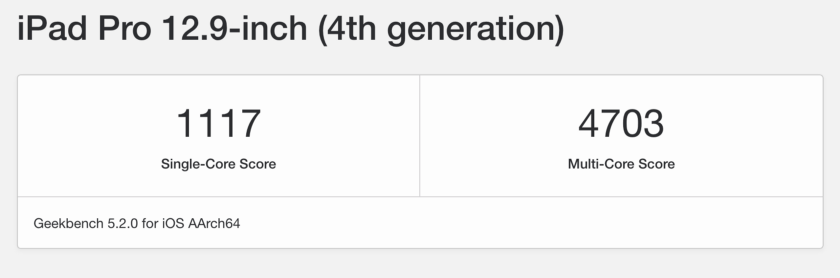 iPad Pro 12.9-inch (4th generation)
1117
Single-Core Score
4703
Multi-Core Score
Geekbench 5.2.0 for iOS AArch64